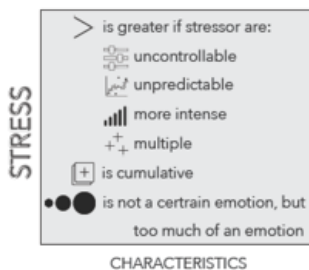 STRESS
is greater if stressor are:
uncontrollable
unpredictable
more intense
multiple
is cumulative
is not a certrain emotion, but
too much of an emotion
CHARACTERISTICS